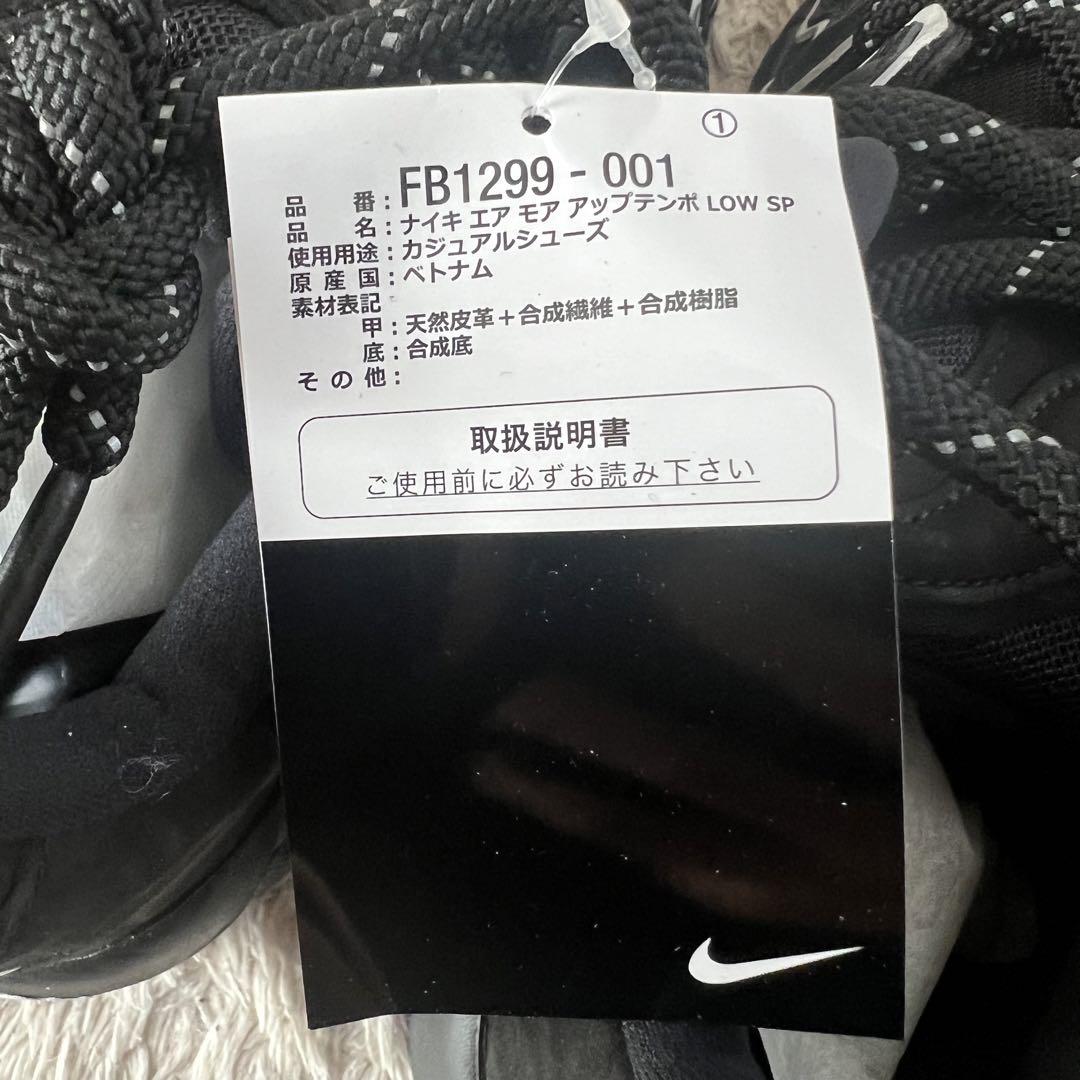 ①
品番：FB1299 - 001
品名：ナイキ エア モア アップテンポ LOW SP
使用用途：カジュアルシューズ
原産国：ベトナム
素材表記
甲：天然皮革＋合成繊維＋合成樹脂
底：合成底
その他：
取扱説明書
ご使用前に必ずお読み下さい